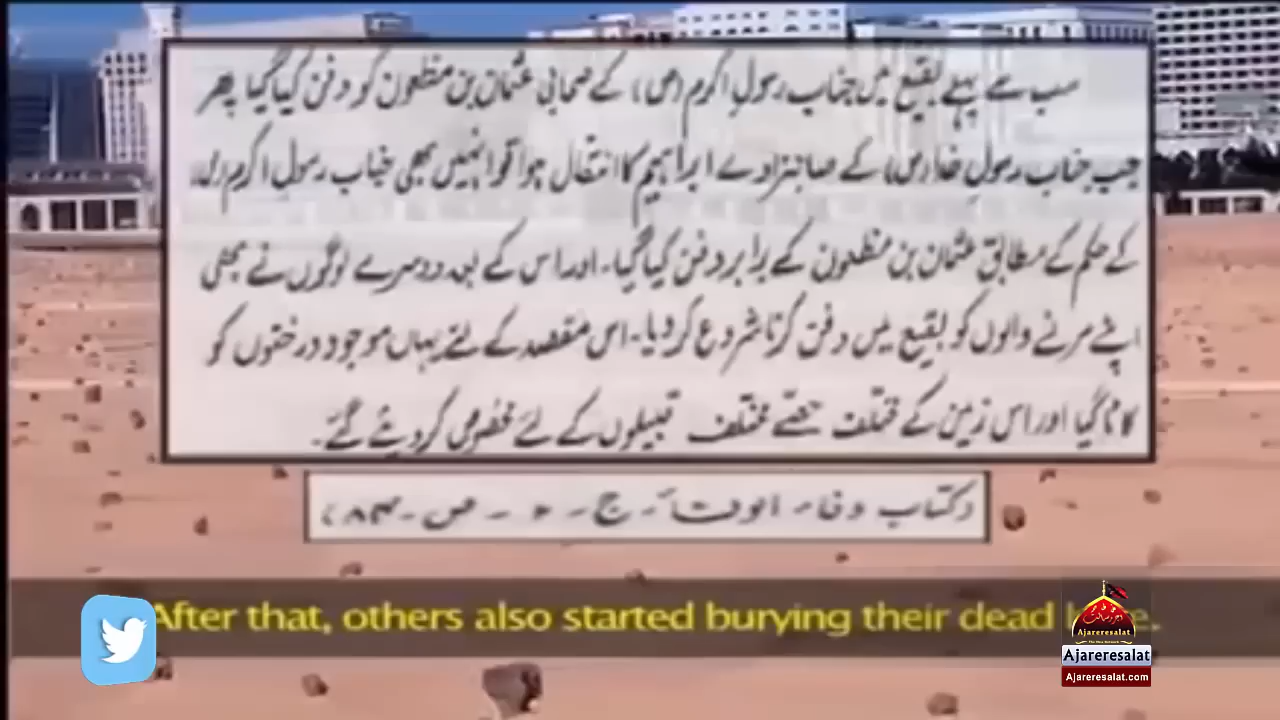 سب سے پہلے بقیع میں جناب رسولِ اکرم (ص) کے صحابی عثمان بن مظعون کو دفن کیا گیا پھر
جب جناب رسولِ خدا (ص) کے صاحبزادے ابراہیم کا انتقال ہوا تو انہیں بھی جناب رسولِ اکرم (ص)
کے حکم کے مطابق عثمان بن مظعون کے برابر دفن کیا گیا۔ اور اس کے بعد دوسرے لوگوں نے بھی
اپنے مرنے والوں کو بقیع میں دفن کرنا شروع کر دیا۔ اس مقصد کے لئے یہاں موجود درختوں کو
کاٹا گیا اور اس زمین کے مختلف حصّے مختلف قبیلوں کے لئے مخصوص کر دیئے گئے۔
(کتاب وفاء الوفاء۔ ج۔ ۲ - ص۔ ۸۴)
After that, others also started burying their dead
Ajareresalat
Ajareresalat
Ajareresalat.com